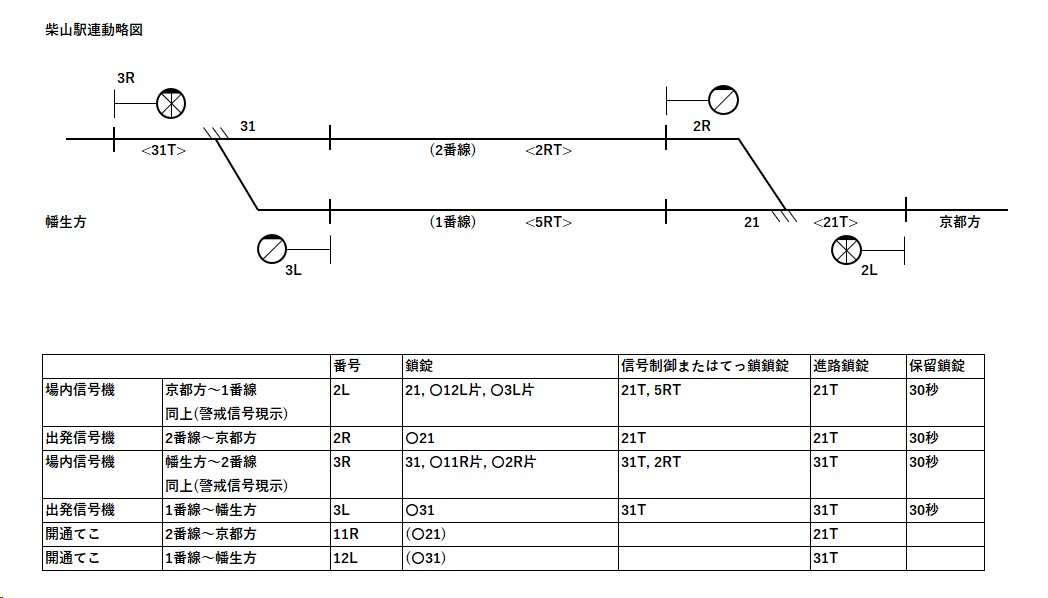 柴山駅連動略図
3R
31
2R
<31T>
(2番線)
<2RT>
幡生方
(1番線)
<5RT>
21
<21T>
京都方
3L
2L
番号 鎖錠 信号制御またはてっ鎖鎖錠 進路鎖錠 保留鎖錠
場内信号機 京都方～1番線 2L 21, 〇12L片, 〇3L片 21T, 5RT 21T 30秒
同上(警戒信号現示)
出発信号機 2番線～京都方 2R 〇21 21T 21T 30秒
場内信号機 幡生方～2番線 3R 31, 〇11R片, 〇2R片 31T, 2RT 31T 30秒
同上(警戒信号現示)
出発信号機 1番線～幡生方 3L 〇31 31T 31T 30秒
開通てこ 2番線～京都方 11R (〇21) 21T
開通てこ 1番線～幡生方 12L (〇31) 31T